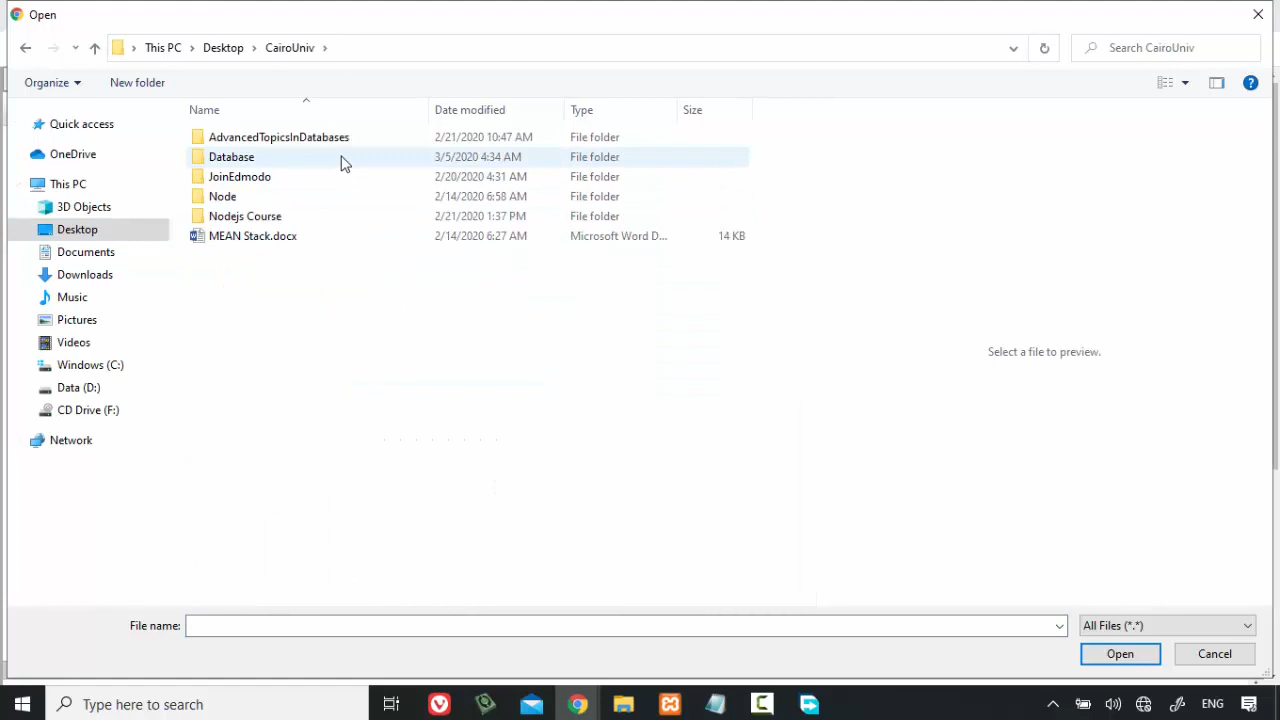 Open
This PC > Desktop > CairoUniv >
Search CairoUniv
Organize
New folder
Name
Date modified
Type
Size
Quick access
OneDrive
This PC
3D Objects
Desktop
Documents
Downloads
Music
Pictures
Videos
Windows (C:)
Data (D:)
CD Drive (F:)
Network
AdvancedTopicsInDatabases 2/21/2020 10:47 AM File folder
Database 3/5/2020 4:34 AM File folder
JoinEdmodo 2/20/2020 4:31 AM File folder
Node 2/14/2020 6:58 AM File folder
Nodejs Course 2/21/2020 1:37 PM File folder
MEAN Stack.docx 2/14/2020 6:27 AM Microsoft Word D... 14 KB
Select a file to preview.
File name:
All Files (*.*)
Open
Cancel
Type here to search
ENG